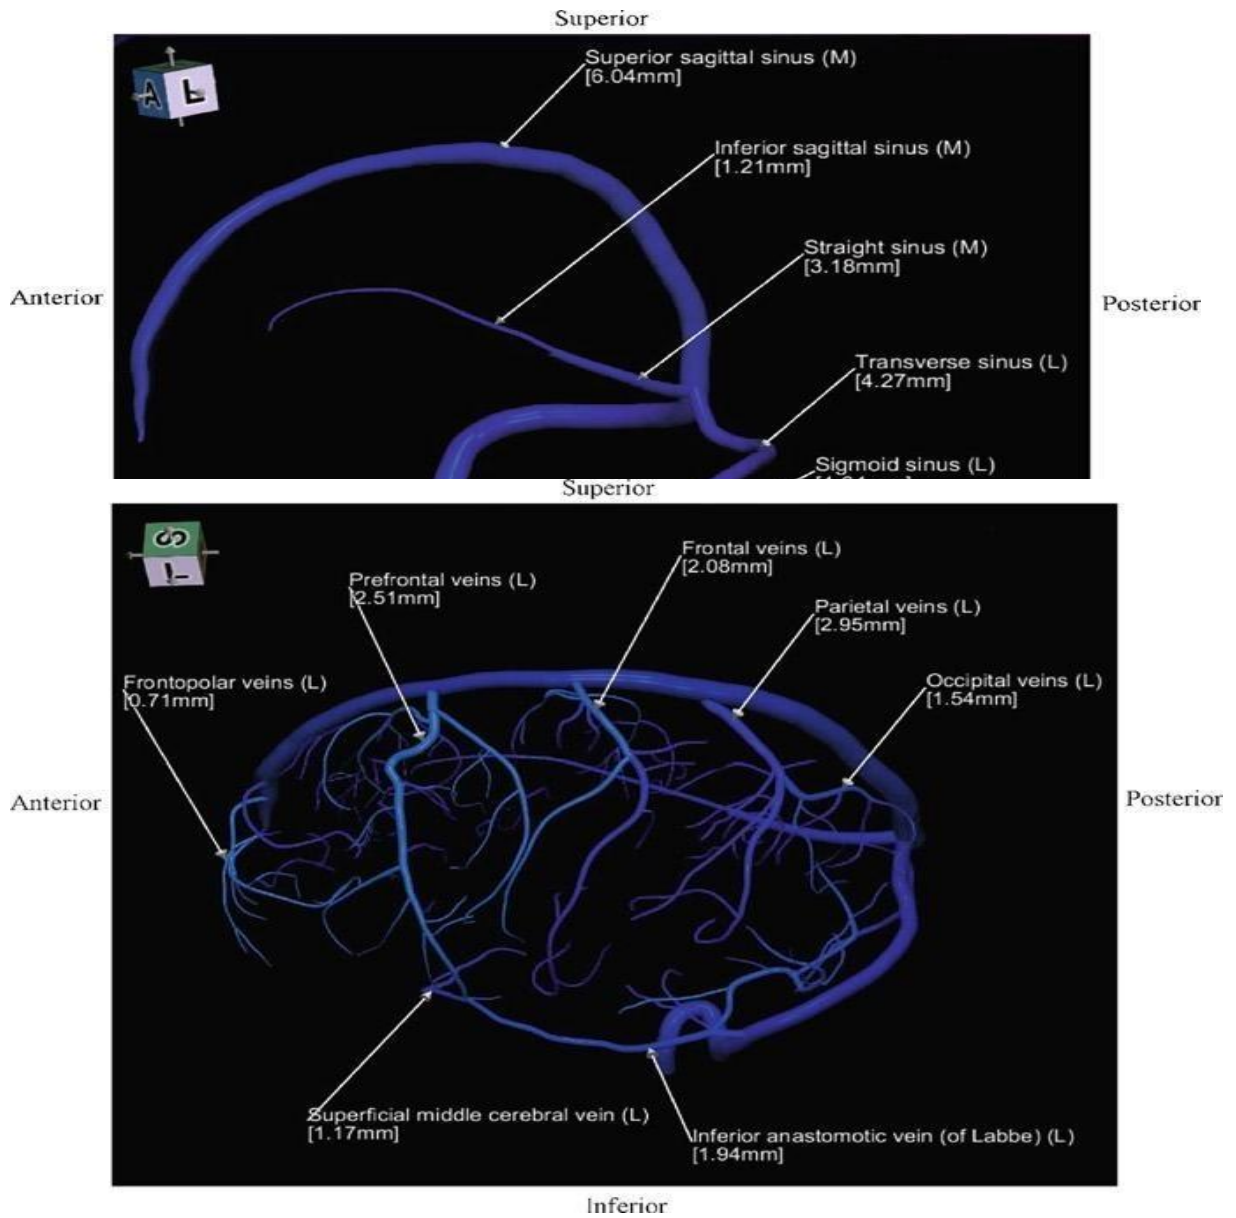 Superior
Superior sagittal sinus (M)
[6.04mm]
A L
Inferior sagittal sinus (M)
[1.21mm]
Straight sinus (M)
[3.18mm]
Anterior
Posterior
Transverse sinus (L)
[4.27mm]
Sigmoid sinus (L)
Superior
S
L
Frontal veins (L)
[2.08mm]
Prefrontal veins (L)
[2.51mm]
Parietal veins (L)
[2.95mm]
Frontopolar veins (L)
[0.71mm]
Occipital veins (L)
[1.54mm]
Anterior
Posterior
Superficial middle cerebral vein (L)
[1.17mm]
Inferior anastomotic vein (of Labbe) (L)
[1.94mm]
Inferior